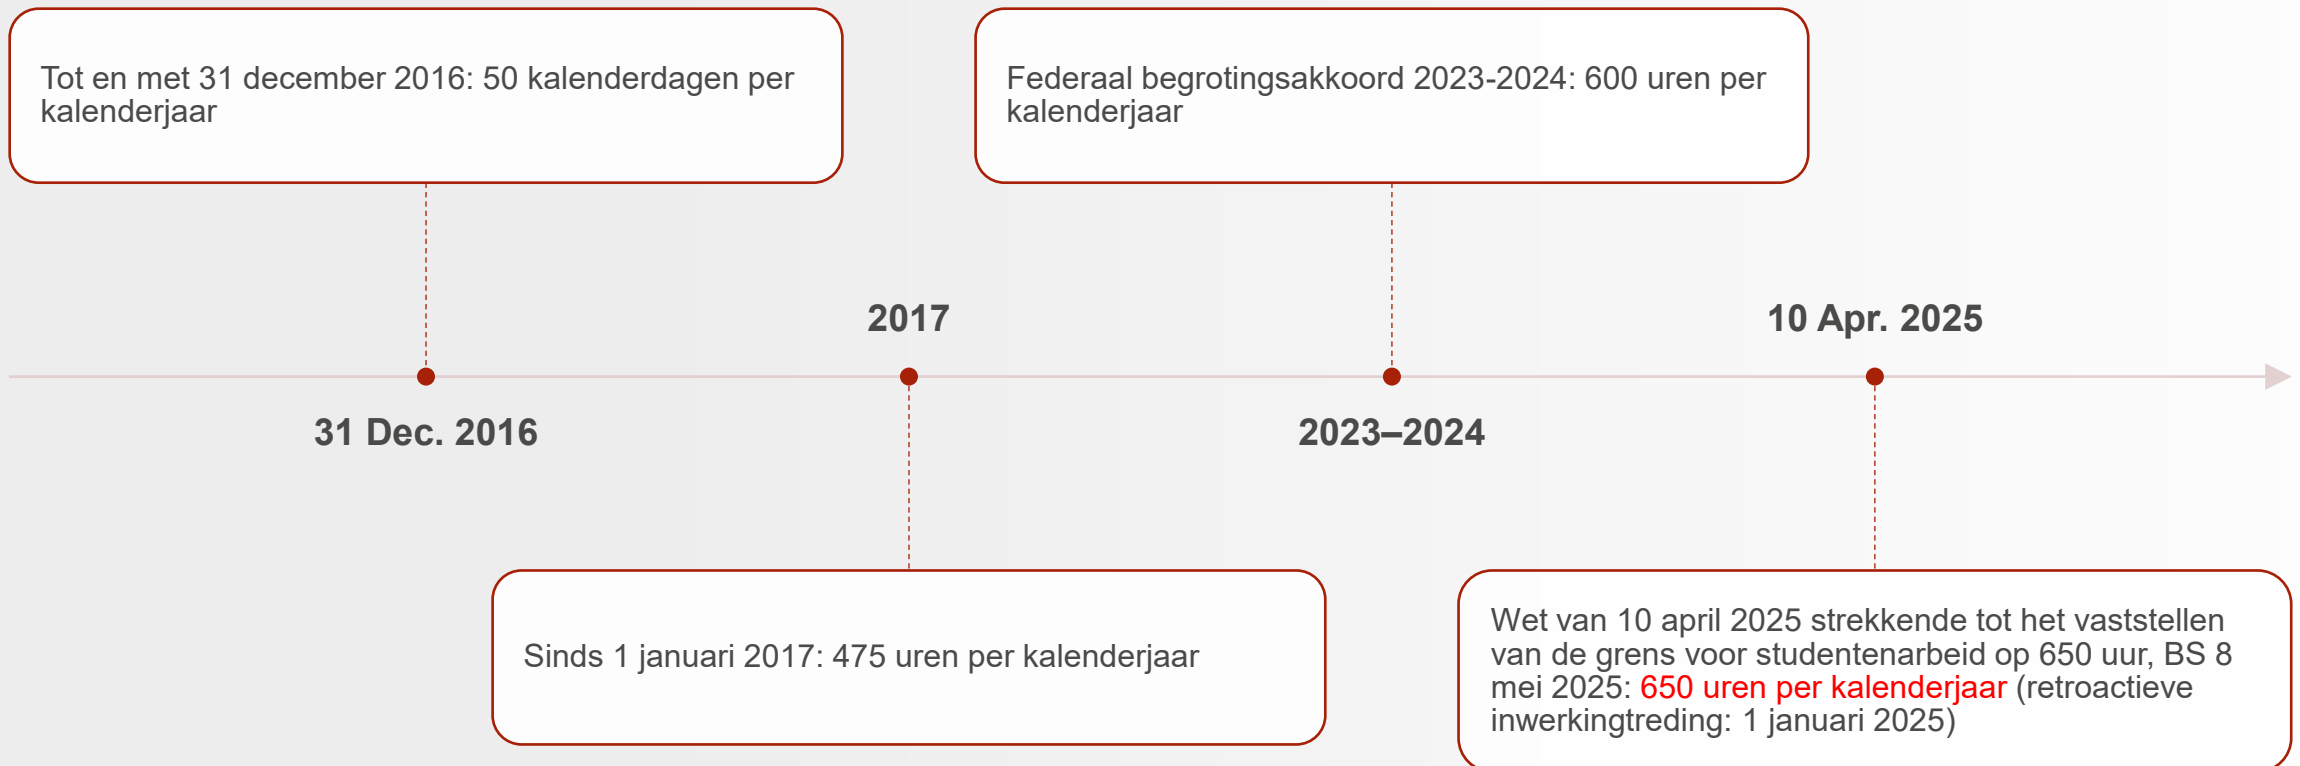 Tot en met 31 december 2016: 50 kalenderdagen per
kalenderjaar
Federaal begrotingsakkoord 2023-2024: 600 uren per
kalenderjaar
2017
10 Apr. 2025
31 Dec. 2016
2023–2024
Sinds 1 januari 2017: 475 uren per kalenderjaar
Wet van 10 april 2025 strekkende tot het vaststellen
van de grens voor studentenarbeid op 650 uur, BS 8
mei 2025: 650 uren per kalenderjaar (retroactieve
inwerkingtreding: 1 januari 2025)